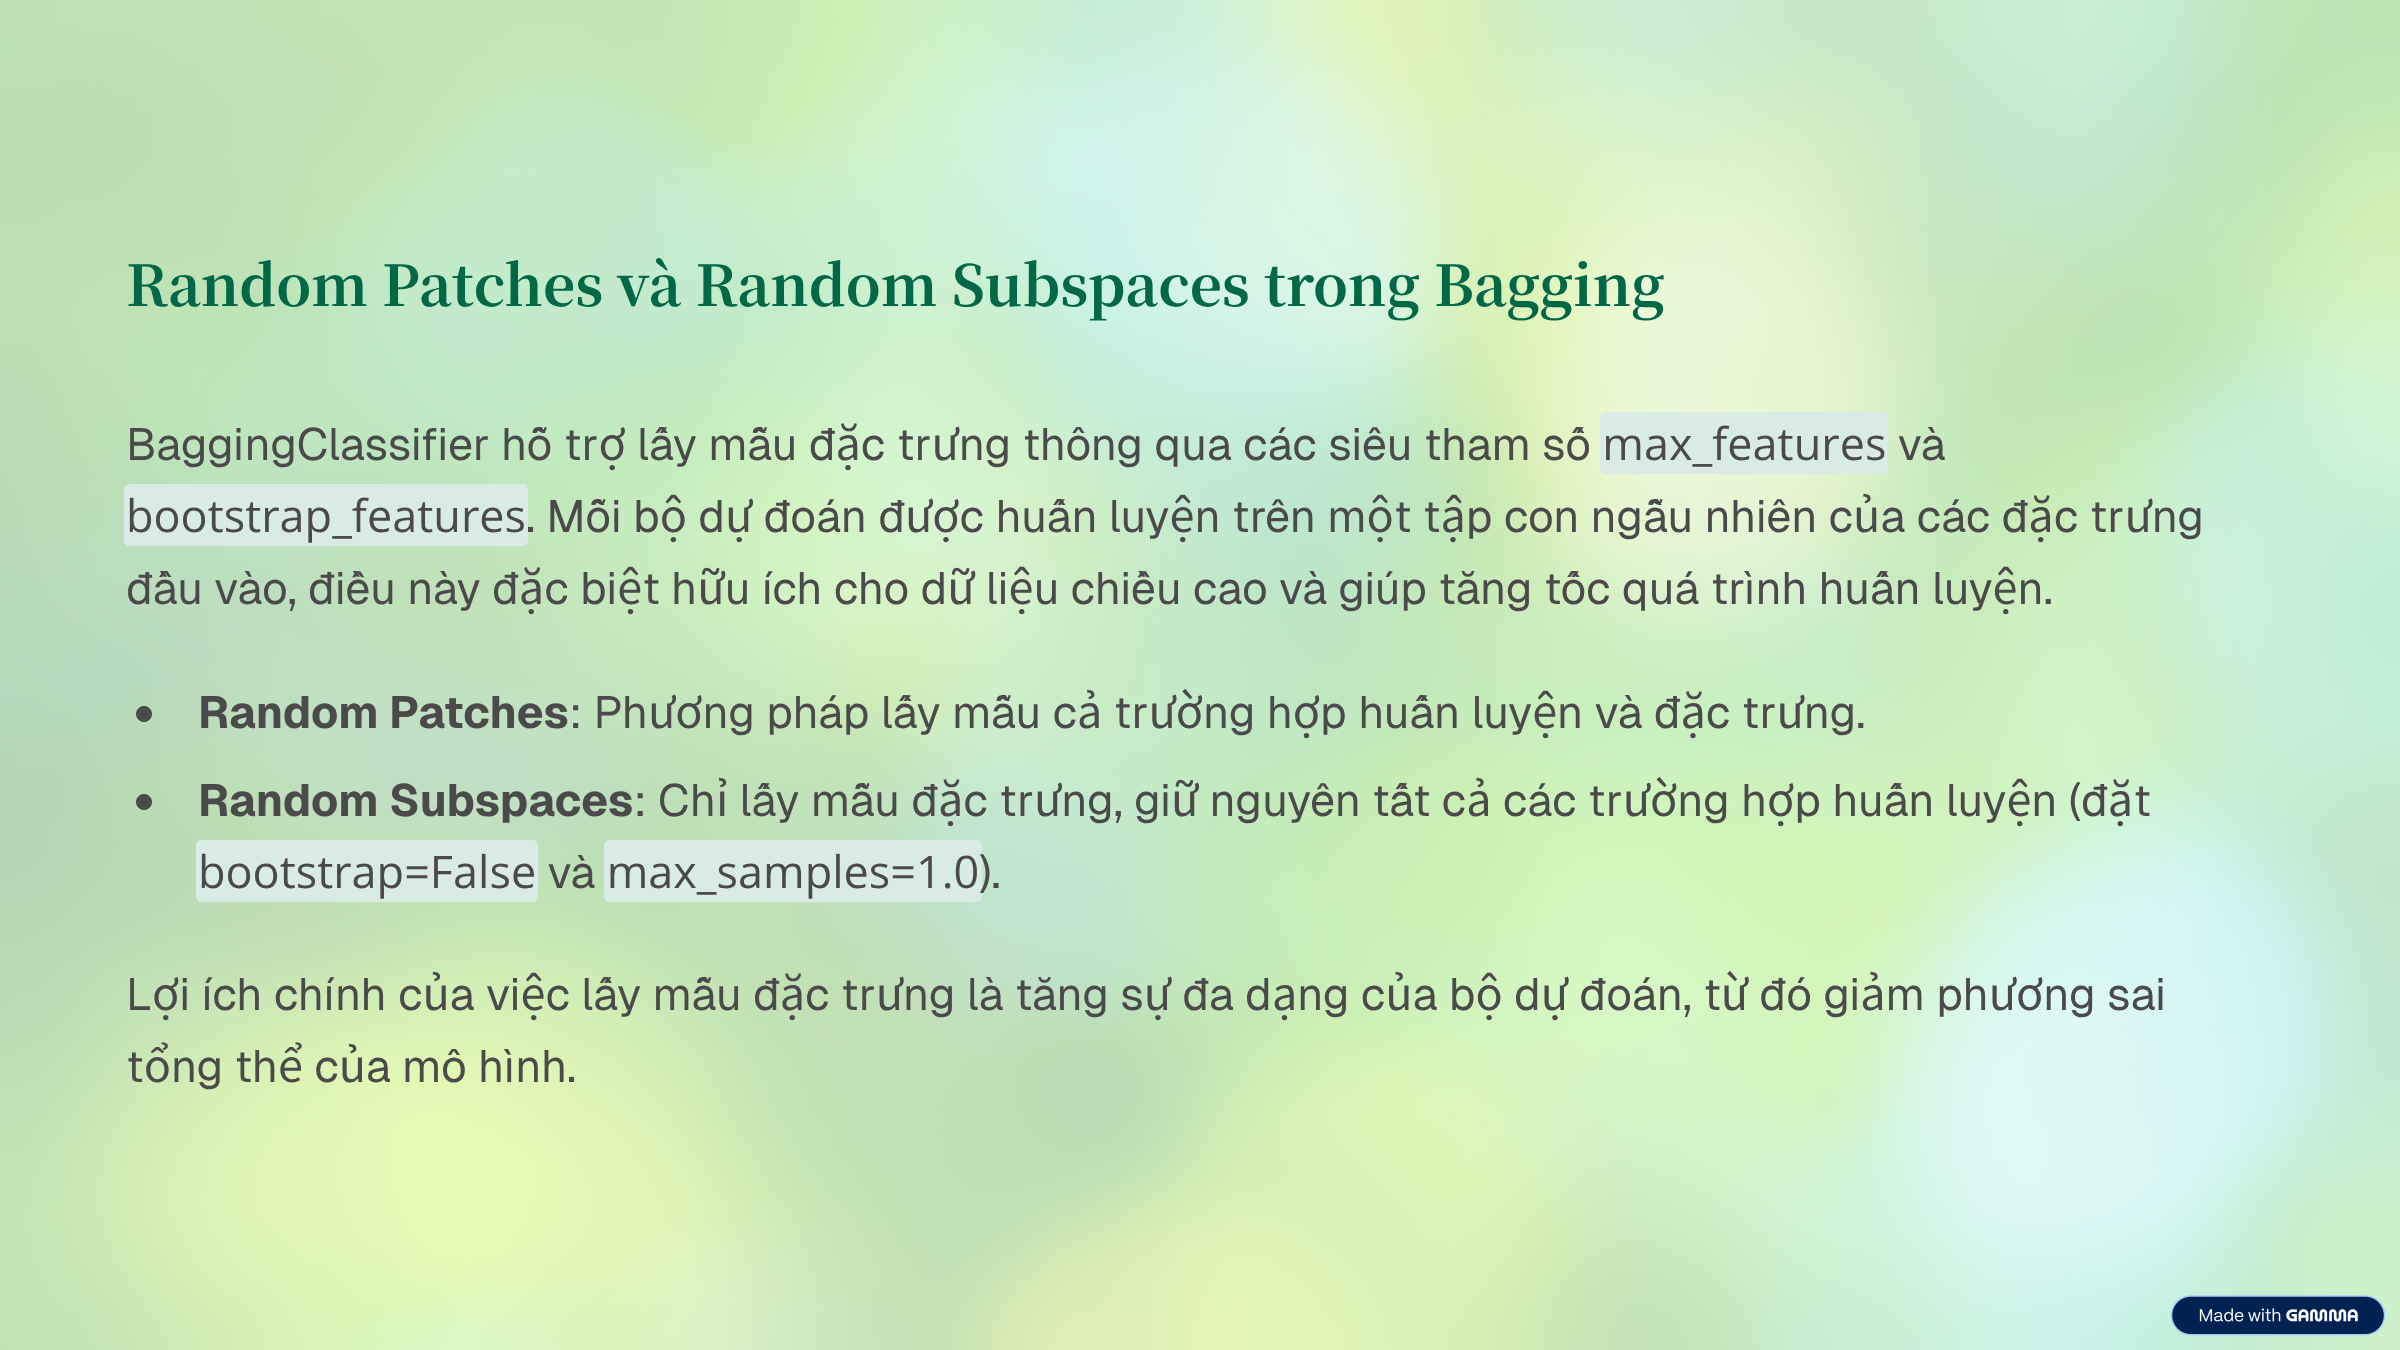 Random Patches và Random Subspaces trong Bagging
BaggingClassifier hỗ trợ lấy mẫu đặc trưng thông qua các siêu tham số max_features và
bootstrap_features. Mỗi bộ dự đoán được huấn luyện trên một tập con ngẫu nhiên của các đặc trưng
đầu vào, điều này đặc biệt hữu ích cho dữ liệu chiều cao và giúp tăng tốc quá trình huấn luyện.
• Random Patches: Phương pháp lấy mẫu cả trường hợp huấn luyện và đặc trưng.
• Random Subspaces: Chỉ lấy mẫu đặc trưng, giữ nguyên tất cả các trường hợp huấn luyện (đặt
bootstrap=False và max_samples=1.0).
Lợi ích chính của việc lấy mẫu đặc trưng là tăng sự đa dạng của bộ dự đoán, từ đó giảm phương sai
tổng thể của mô hình.
Made with GAMMA